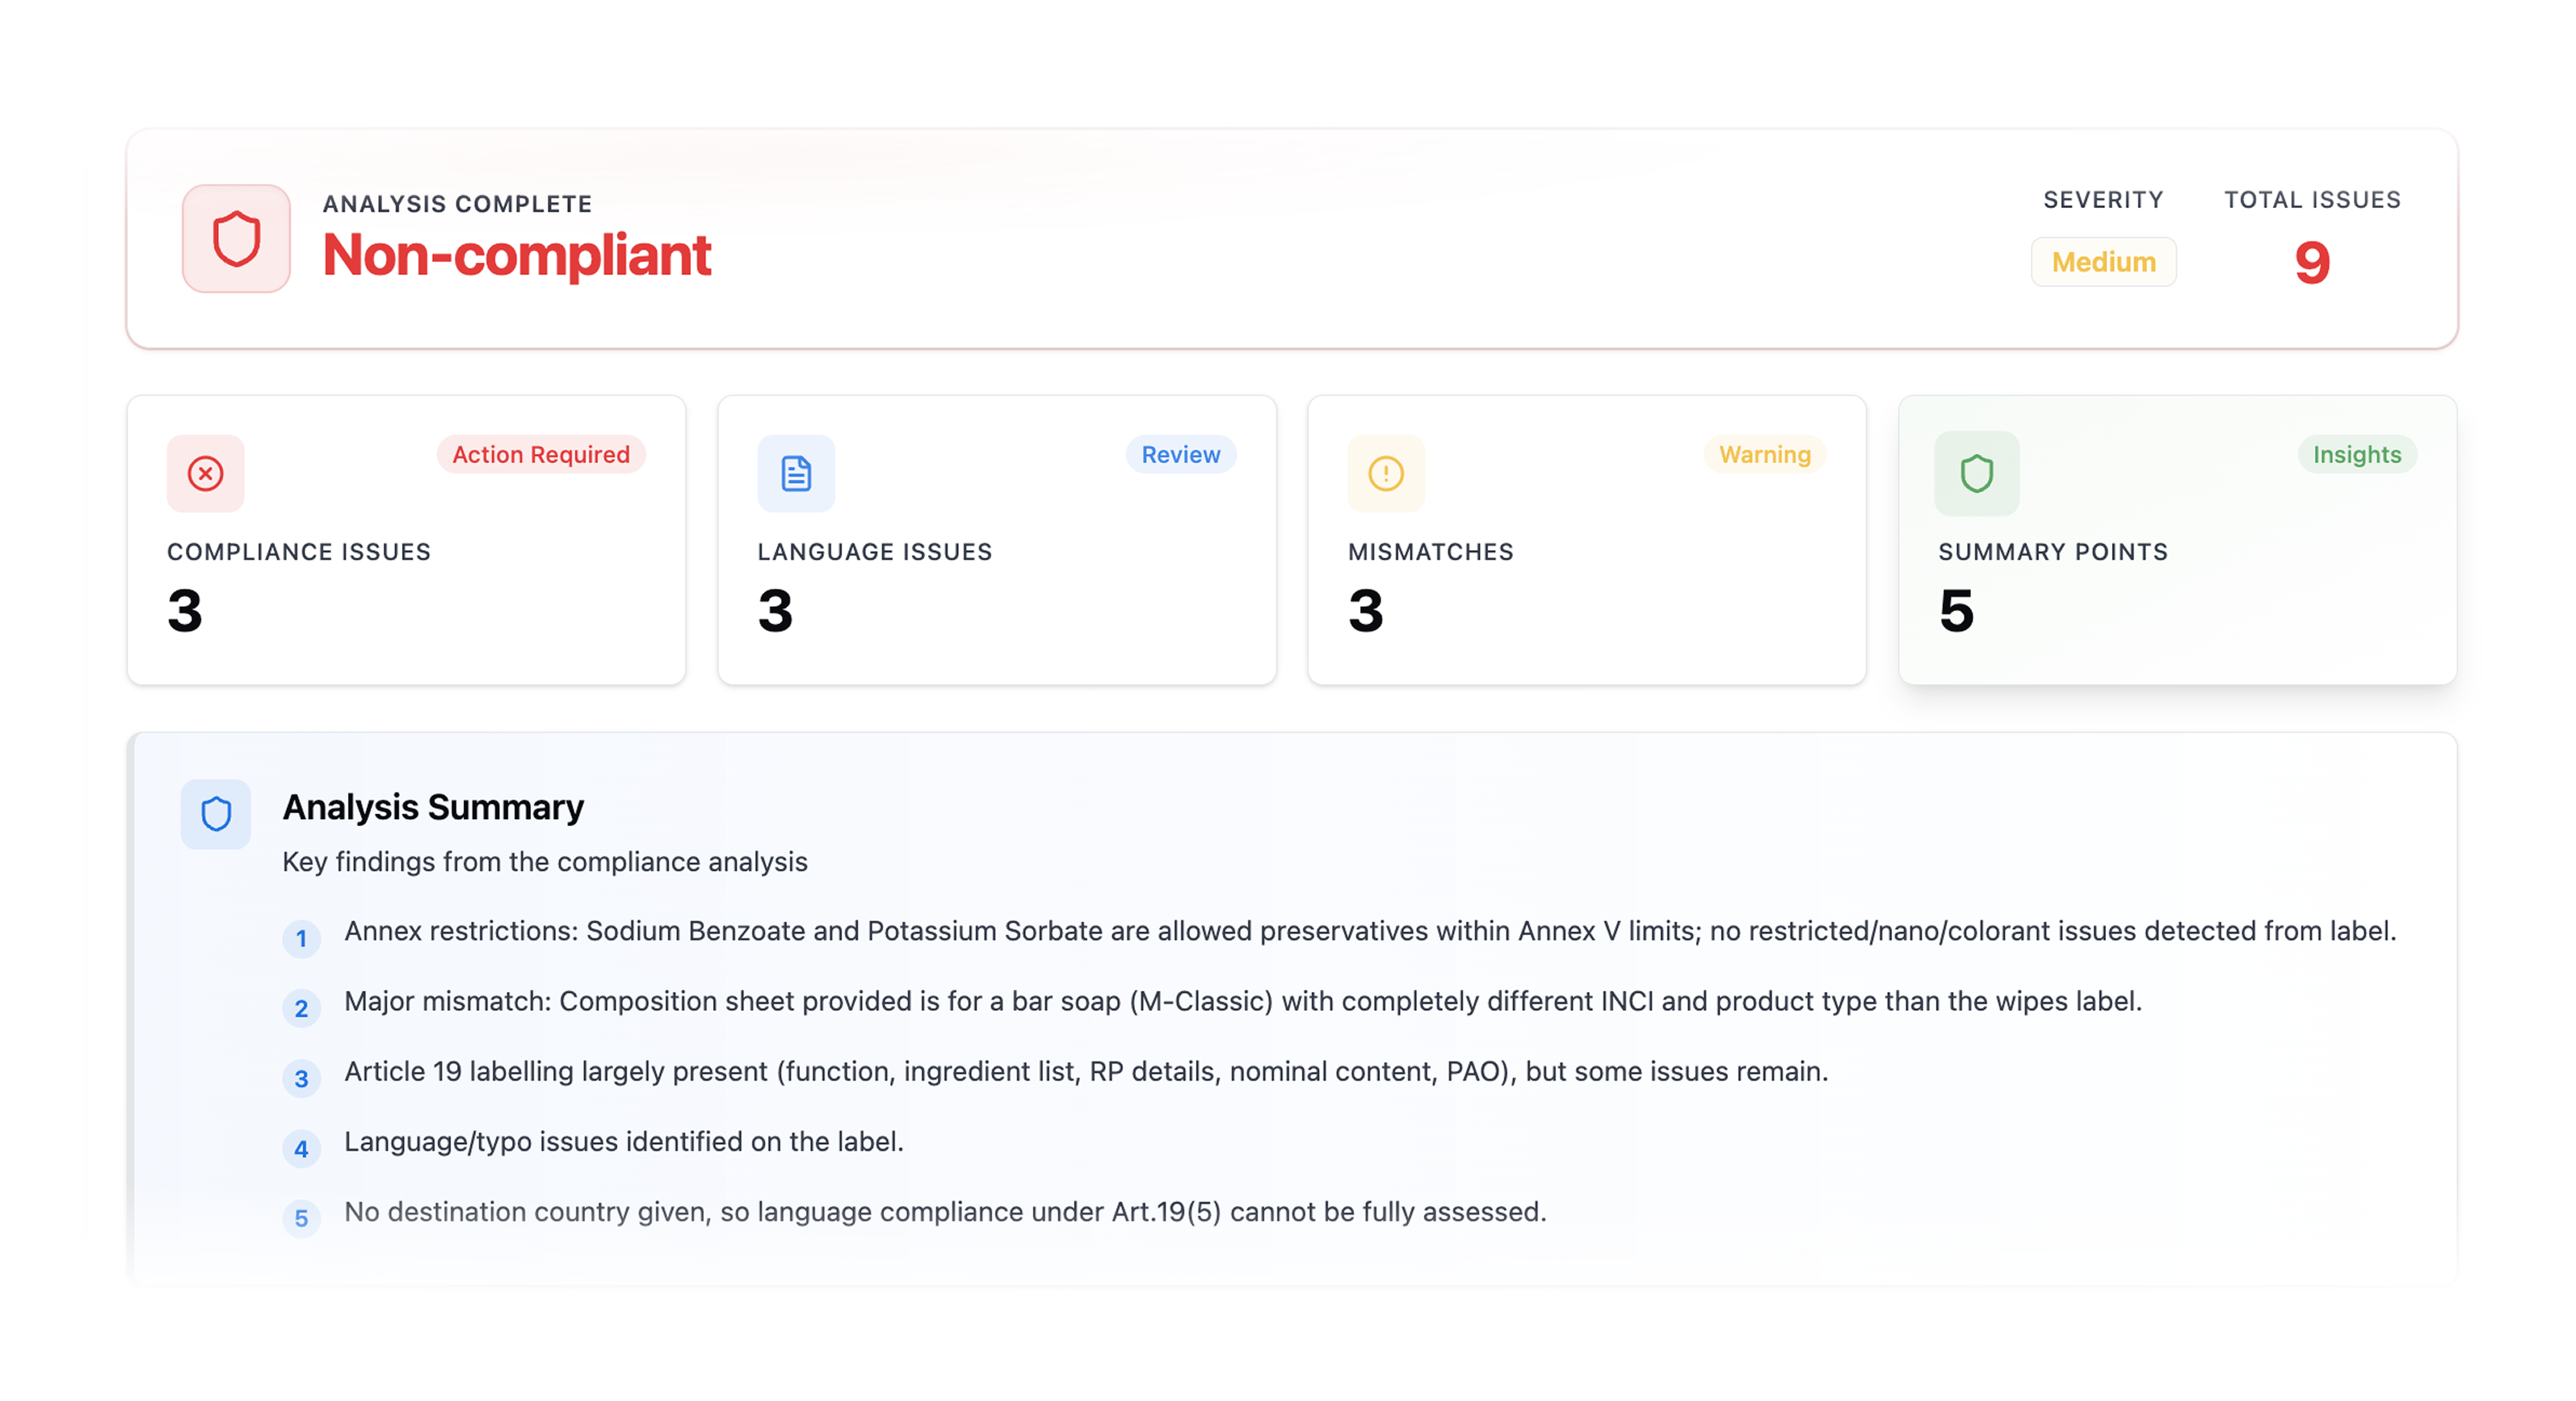 ANALYSIS COMPLETE
Non-compliant
SEVERITY
Medium
TOTAL ISSUES
9
Action Required
COMPLIANCE ISSUES
3
Review
LANGUAGE ISSUES
3
Warning
MISMATCHES
3
Insights
SUMMARY POINTS
5
Analysis Summary
Key findings from the compliance analysis
1 Annex restrictions: Sodium Benzoate and Potassium Sorbate are allowed preservatives within Annex V limits; no restricted/nano/colorant issues detected from label.
2 Major mismatch: Composition sheet provided is for a bar soap (M-Classic) with completely different INCI and product type than the wipes label.
3 Article 19 labelling largely present (function, ingredient list, RP details, nominal content, PAO), but some issues remain.
4 Language/typo issues identified on the label.
5 No destination country given, so language compliance under Art.19(5) cannot be fully assessed.